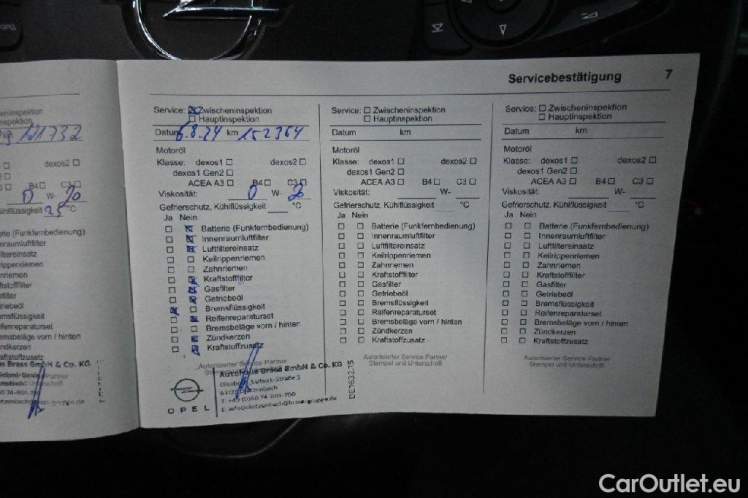 Servicebestätigung 7
Service: Zwischeninspektion
Hauptinspektion
Datum 6.8.24 km 152364
Motoröl
Klasse: dexos1 dexos2
dexos1 Gen2
ACEA A3 B4 C3
Viskosität: 0 W- 20
Gefrierschutz, Kühlflüssigkeit °C
Ja Nein
Batterie (Funkfernbedienung)
Innenraumluftfilter
Luftfiltereinsatz
Keilrippenriemen
Zahnriemen
Kraftstofffilter
Gasfilter
Getriebeöl
Bremsflüssigkeit
Reifenreparaturset
Bremsbeläge vorn / hinten
Zündkerzen
Kraftstoffzusatz
Autorisierter Service Partner
Autohaus Brass GmbH & Co. KG
OPEL
Service: Zwischeninspektion
Hauptinspektion
Datum km
Motoröl
Klasse: dexos1 dexos2
dexos1 Gen2
ACEA A3 B4 C3
Viskosität: W-
Gefrierschutz, Kühlflüssigkeit °C
Ja Nein
Batterie (Funkfernbedienung)
Innenraumluftfilter
Luftfiltereinsatz
Keilrippenriemen
Zahnriemen
Kraftstofffilter
Gasfilter
Getriebeöl
Bremsflüssigkeit
Reifenreparaturset
Bremsbeläge vorn / hinten
Zündkerzen
Kraftstoffzusatz
Autorisierter Service Partner
Stempel und Unterschrift
Service: Zwischeninspektion
Hauptinspektion
Datum km
Motoröl
Klasse: dexos1 dexos2
dexos1 Gen2
ACEA A3 B4 C3
Viskosität: W-
Gefrierschutz, Kühlflüssigkeit °C
Ja Nein
Batterie (Funkfernbedienung)
Innenraumluftfilter
Luftfiltereinsatz
Keilrippenriemen
Zahnriemen
Kraftstofffilter
Gasfilter
Getriebeöl
Bremsflüssigkeit
Reifenreparaturset
Bremsbeläge vorn / hinten
Zündkerzen
Kraftstoffzusatz
Autorisierter Service Partner
Stempel und Unterschrift
CarOutlet.eu